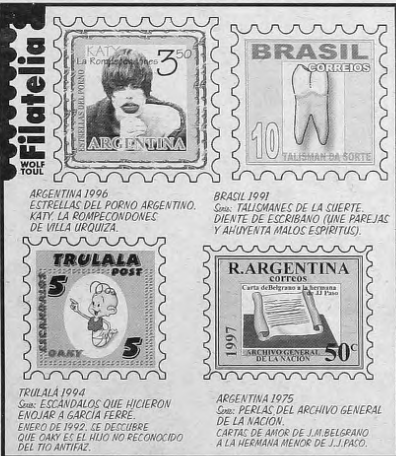 Filatelia
WOLF
TOUL
KATY
La Rompecondones
3 50
ESTRELLAS DEL PORNO
ARGENTINA
ARGENTINA 1996
ESTRELLAS DEL PORNO ARGENTINO.
KATY. LA ROMPECONDONES
DE VILLA URQUIZA.
BRASIL
CORREIOS
10
TALISMAN DA SORTE
BRASIL 1991
Serie: TALISMANES DE LA SUERTE.
DIENTE DE ESCRIBANO (UNE PAREJAS
Y AHUYENTA MALOS ESPIRITUS).
TRULALA
POST
5
ESCANDALOS
OAKY
5
TRULALA 1994
Serie: ESCANDALOS QUE HICIERON
ENOJAR A GARCIA FERRE.
ENERO DE 1992. SE DESCUBRE
QUE OAKY ES EL HIJO NO RECONOCIDO
DEL TIO ANTIFAZ.
R.ARGENTINA
correos
Carta deBelgrano a la hermana
de JJ Paso
1997
ARCHIVO GENERAL
DE LA NACION
50c
ARGENTINA 1975
Serie: PERLAS DEL ARCHIVO GENERAL
DE LA NACION.
CARTAS DE AMOR DE J.M.BELGRANO
A LA HERMANA MENOR DE J.J.PASO.